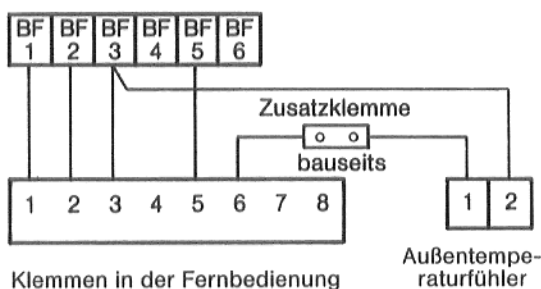 BF BF BF BF BF BF
1 2 3 4 5 6
Zusatzklemme
bauseits
1 2 3 4 5 6 7 8
1 2
Klemmen in der Fernbedienung
Außentempe-
raturfühler